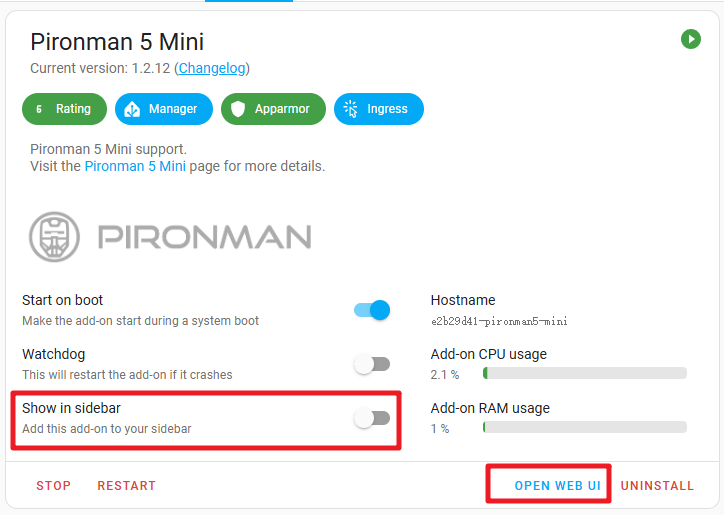 Pironman 5 Mini
Current version: 1.2.12 (Changelog)
6 Rating
Manager
Apparmor
Ingress
Pironman 5 Mini support.
Visit the Pironman 5 Mini page for more details.
PIRONMAN
Start on boot
Make the add-on start during a system boot
Hostname
e2b29d41-pironman5-mini
Watchdog
This will restart the add-on if it crashes
Add-on CPU usage
2.1 %
Show in sidebar
Add this add-on to your sidebar
Add-on RAM usage
1 %
STOP
RESTART
OPEN WEB UI
UNINSTALL